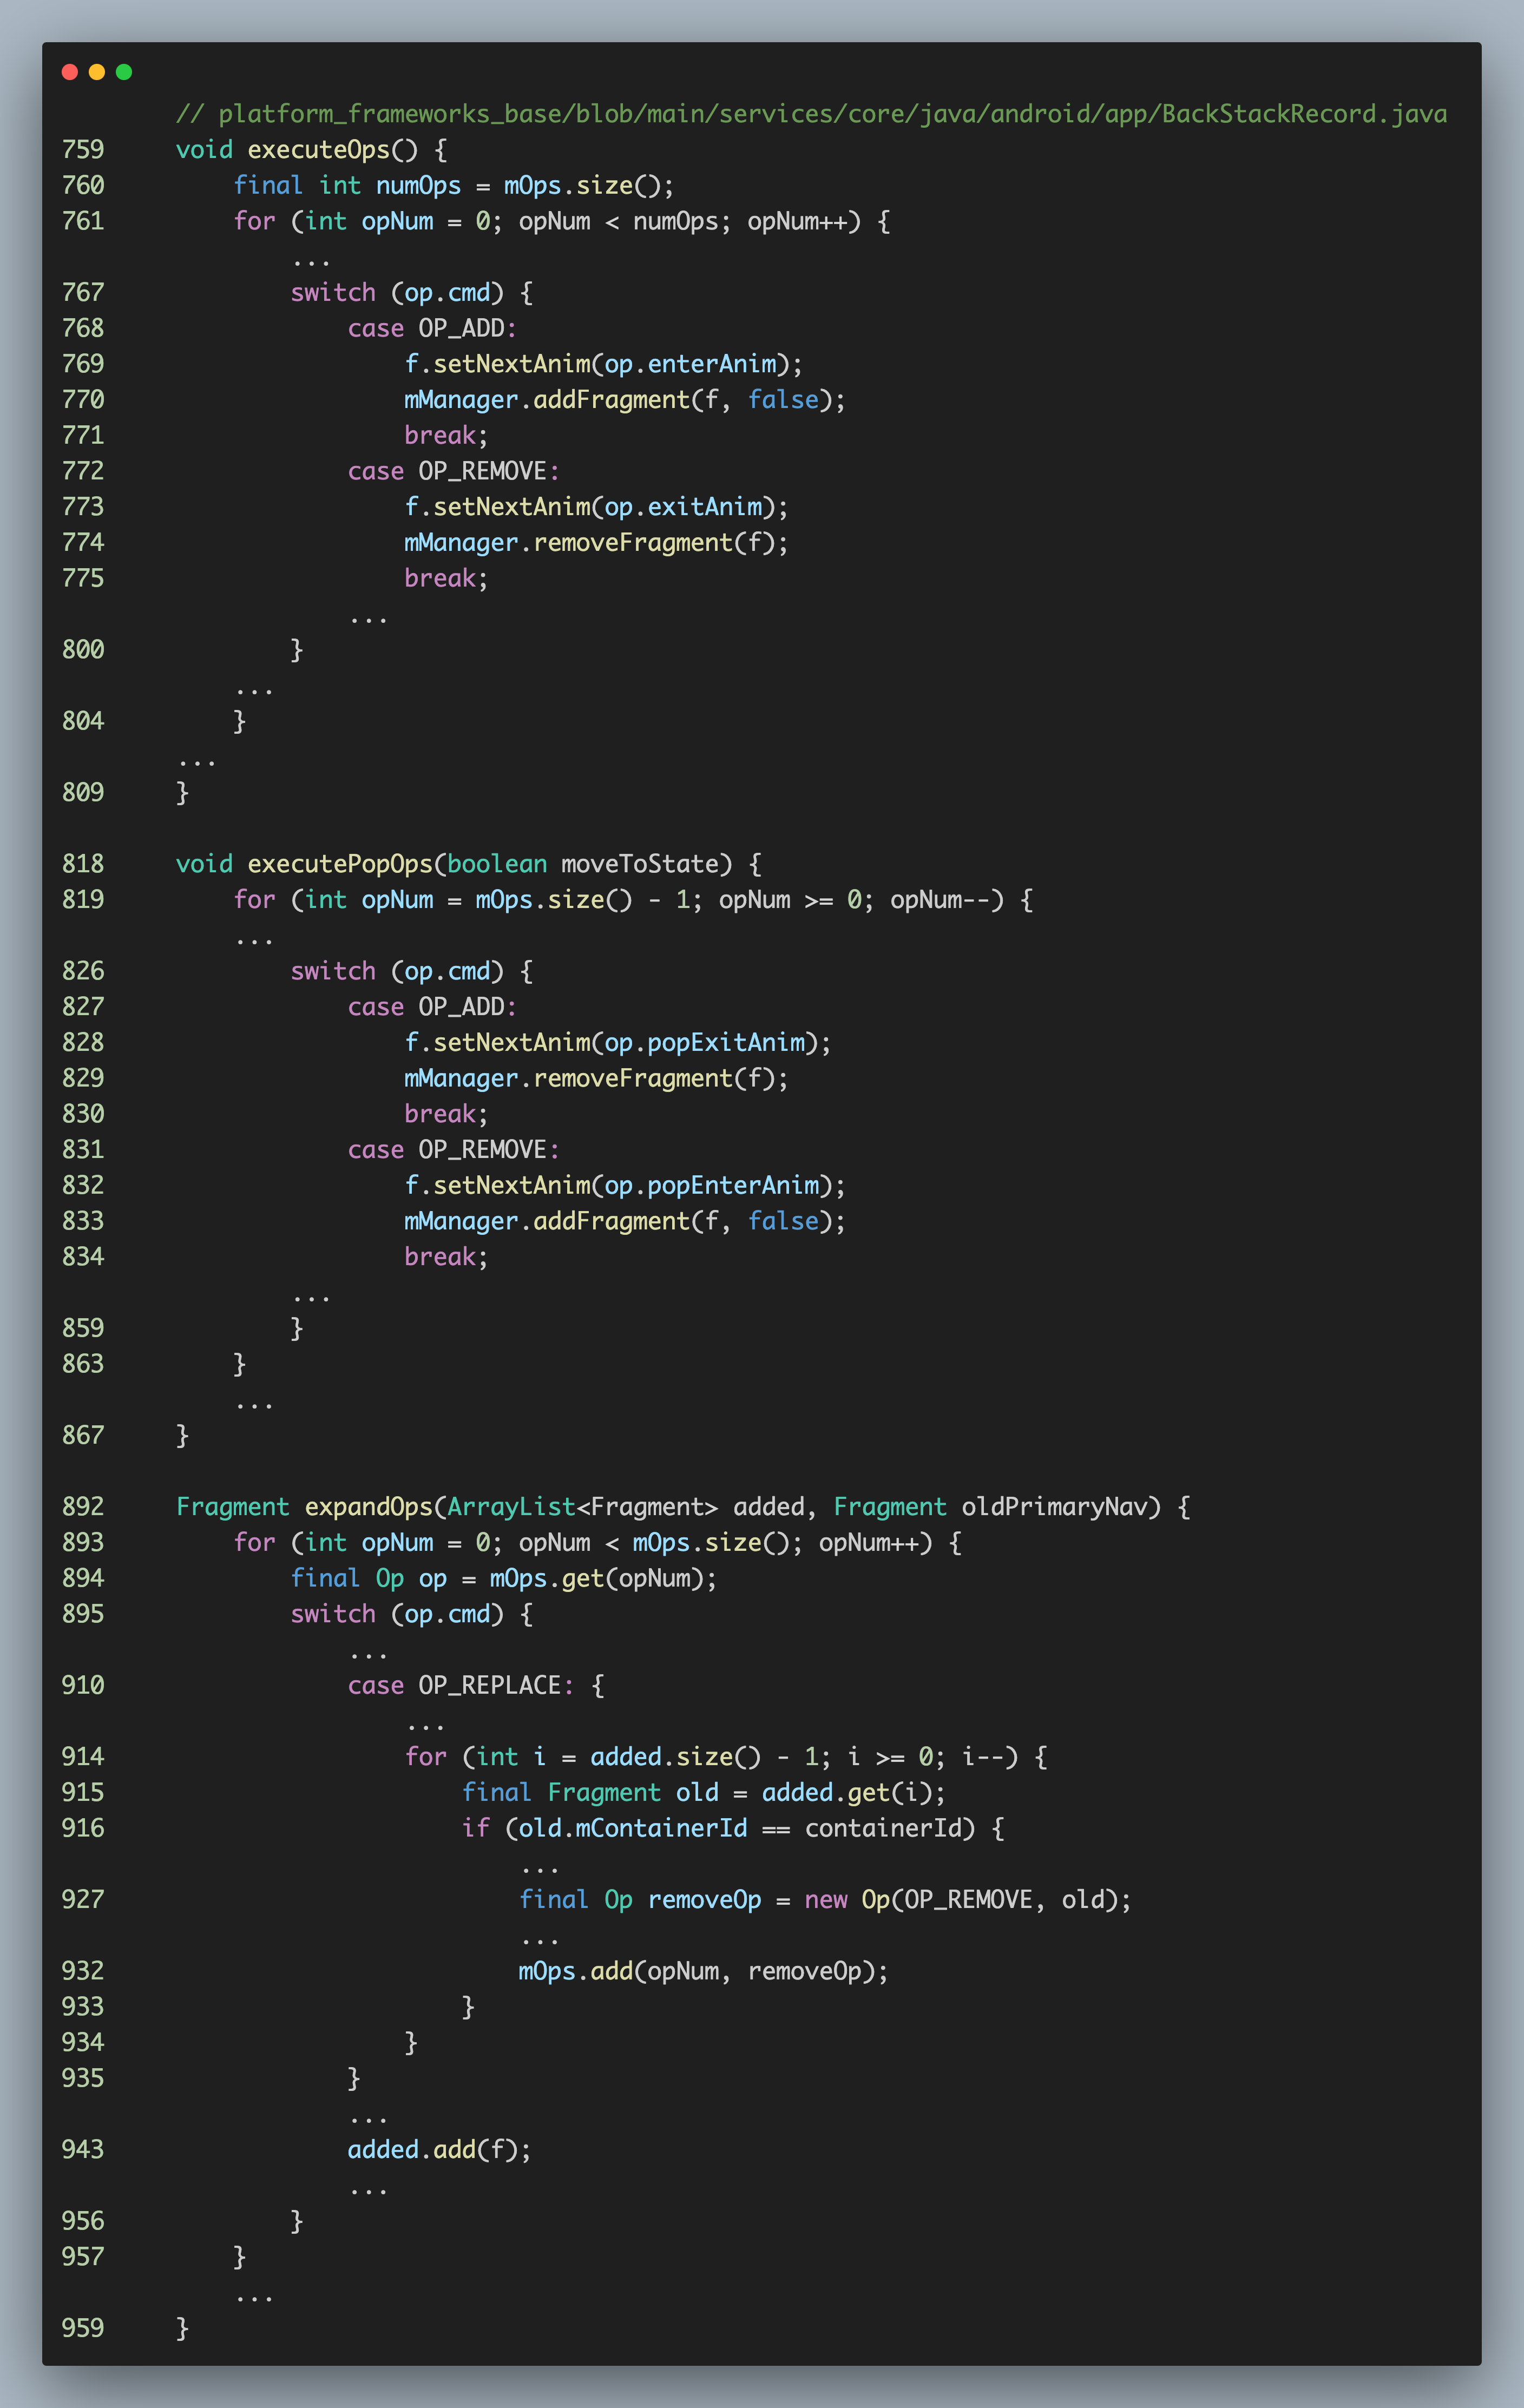 // platform_frameworks_base/blob/main/services/core/java/android/app/BackStackRecord.java
759     void executeOps() {
760         final int numOps = mOps.size();
761         for (int opNum = 0; opNum < numOps; opNum++) {
                ...
767             switch (op.cmd) {
768                 case OP_ADD:
769                     f.setNextAnim(op.enterAnim);
770                     mManager.addFragment(f, false);
771                     break;
772                 case OP_REMOVE:
773                     f.setNextAnim(op.exitAnim);
774                     mManager.removeFragment(f);
775                     break;
                    ...
800             }
            ...
804         }
        ...
809     }
818     void executePopOps(boolean moveToState) {
819         for (int opNum = mOps.size() - 1; opNum >= 0; opNum--) {
            ...
826             switch (op.cmd) {
827                 case OP_ADD:
828                     f.setNextAnim(op.popExitAnim);
829                     mManager.removeFragment(f);
830                     break;
831                 case OP_REMOVE:
832                     f.setNextAnim(op.popEnterAnim);
833                     mManager.addFragment(f, false);
834                     break;
                ...
859             }
863         }
            ...
867     }
892     Fragment expandOps(ArrayList<Fragment> added, Fragment oldPrimaryNav) {
893         for (int opNum = 0; opNum < mOps.size(); opNum++) {
894             final Op op = mOps.get(opNum);
895             switch (op.cmd) {
                    ...
910                 case OP_REPLACE: {
                        ...
914                     for (int i = added.size() - 1; i >= 0; i--) {
915                         final Fragment old = added.get(i);
916                         if (old.mContainerId == containerId) {
                                ...
927                             final Op removeOp = new Op(OP_REMOVE, old);
                                ...
932                             mOps.add(opNum, removeOp);
933                         }
934                     }
935                 }
                    ...
943                 added.add(f);
                    ...
956             }
957         }
            ...
959     }